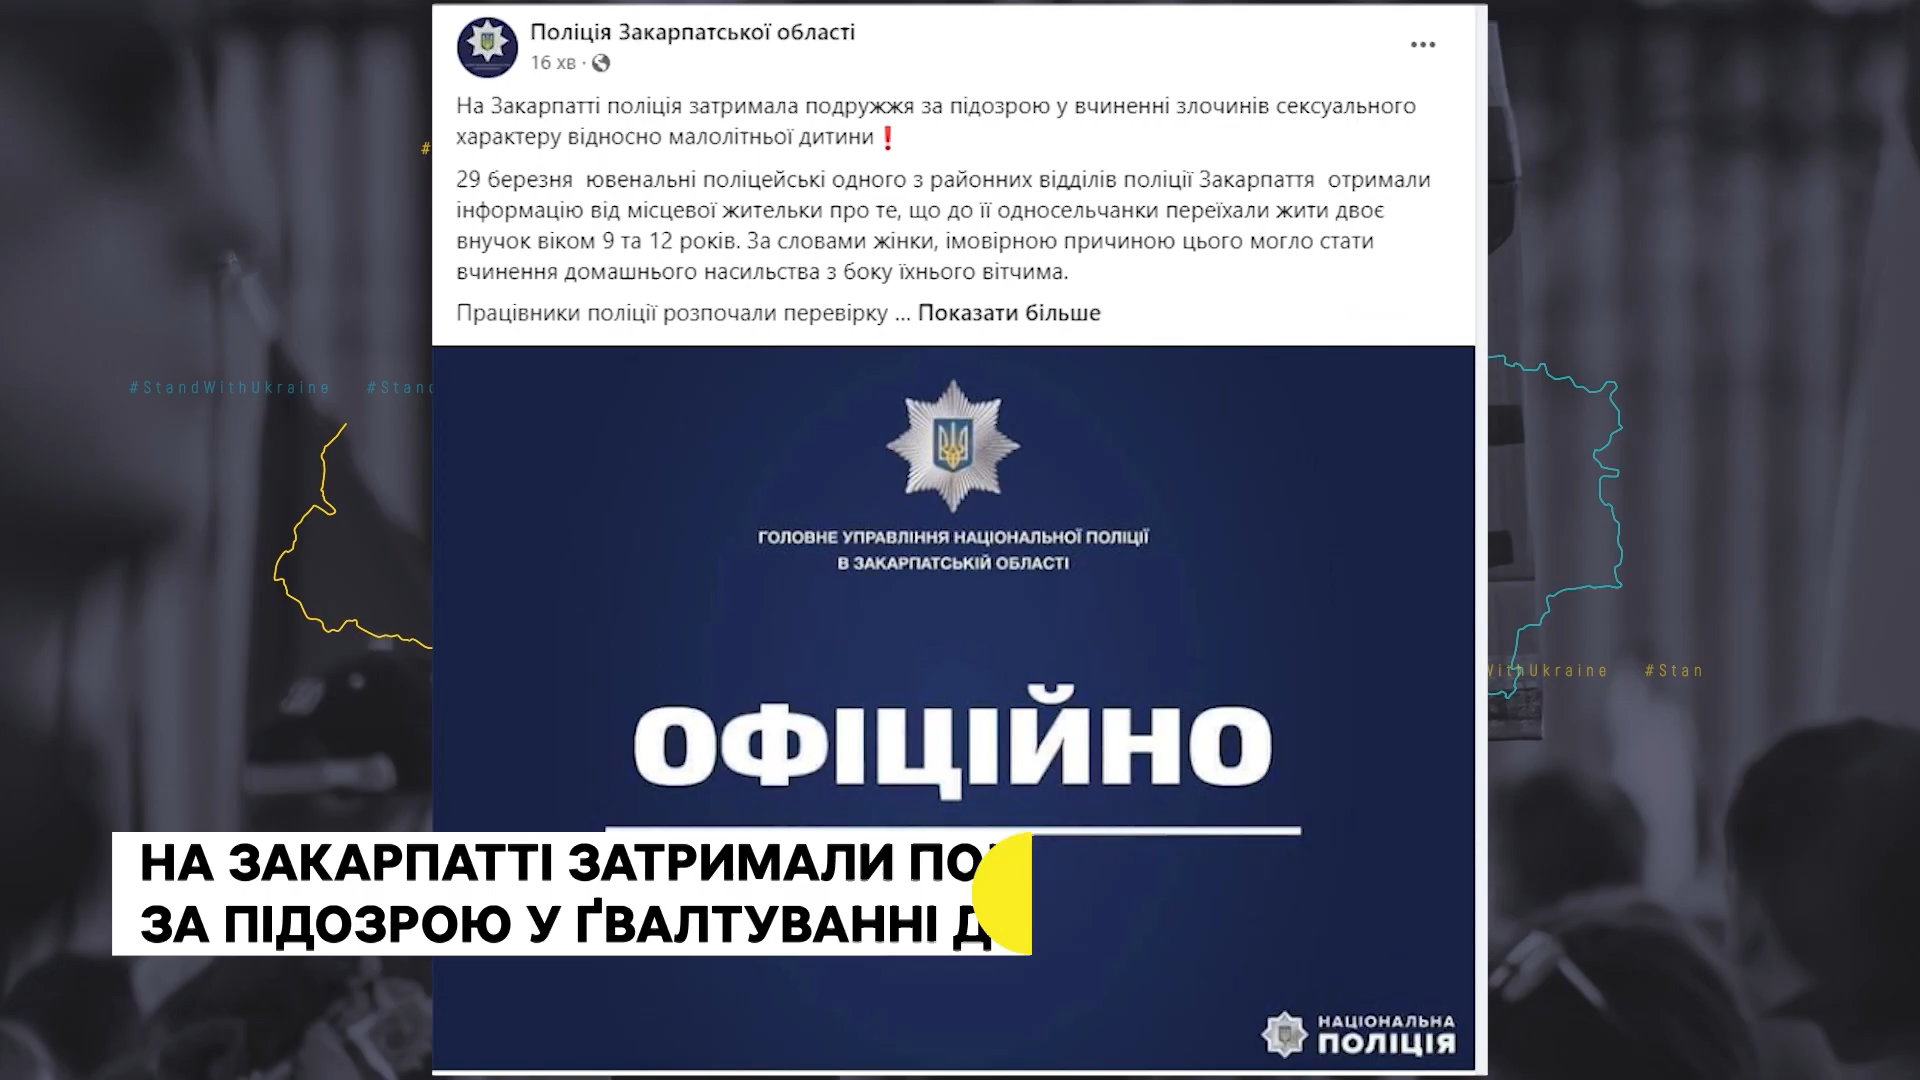 Поліція Закарпатської області
16 хв ·
На Закарпатті поліція затримала подружжя за підозрою у вчиненні злочинів сексуального
характеру відносно малолітньої дитини❗
#
29 березня ювенальні поліцейські одного з районних відділів поліції Закарпаття отримали
інформацію від місцевої жительки про те, що до її односельчанки переїхали жити двоє
внучок віком 9 та 12 років. За словами жінки, імовірною причиною цього могло стати
вчинення домашнього насильства з боку їхнього вітчима.
Працівники поліції розпочали перевірку ... Показати більше
#StandWithUkraine #Stand
ГОЛОВНЕ УПРАВЛІННЯ НАЦІОНАЛЬНОЇ ПОЛІЦІЇ
В ЗАКАРПАТСЬКІЙ ОБЛАСТІ
WithUkraine #Stan
ОФІЦІЙНО
НА ЗАКАРПАТТІ ЗАТРИМАЛИ ПО
ЗА ПІДОЗРОЮ У ҐВАЛТУВАННІ Д
НАЦІОНАЛЬНА
ПОЛІЦІЯ